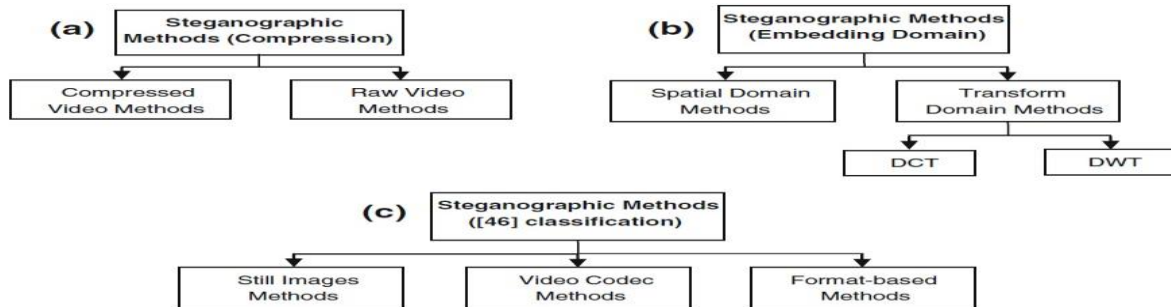 (a)
Steganographic
Methods (Compression)
Compressed
Video Methods
Raw Video
Methods
(b)
Steganographic Methods
(Embedding Domain)
Spatial Domain
Methods
Transform
Domain Methods
DCT
DWT
(c)
Steganographic Methods
([46] classification)
Still Images
Methods
Video Codec
Methods
Format-based
Methods